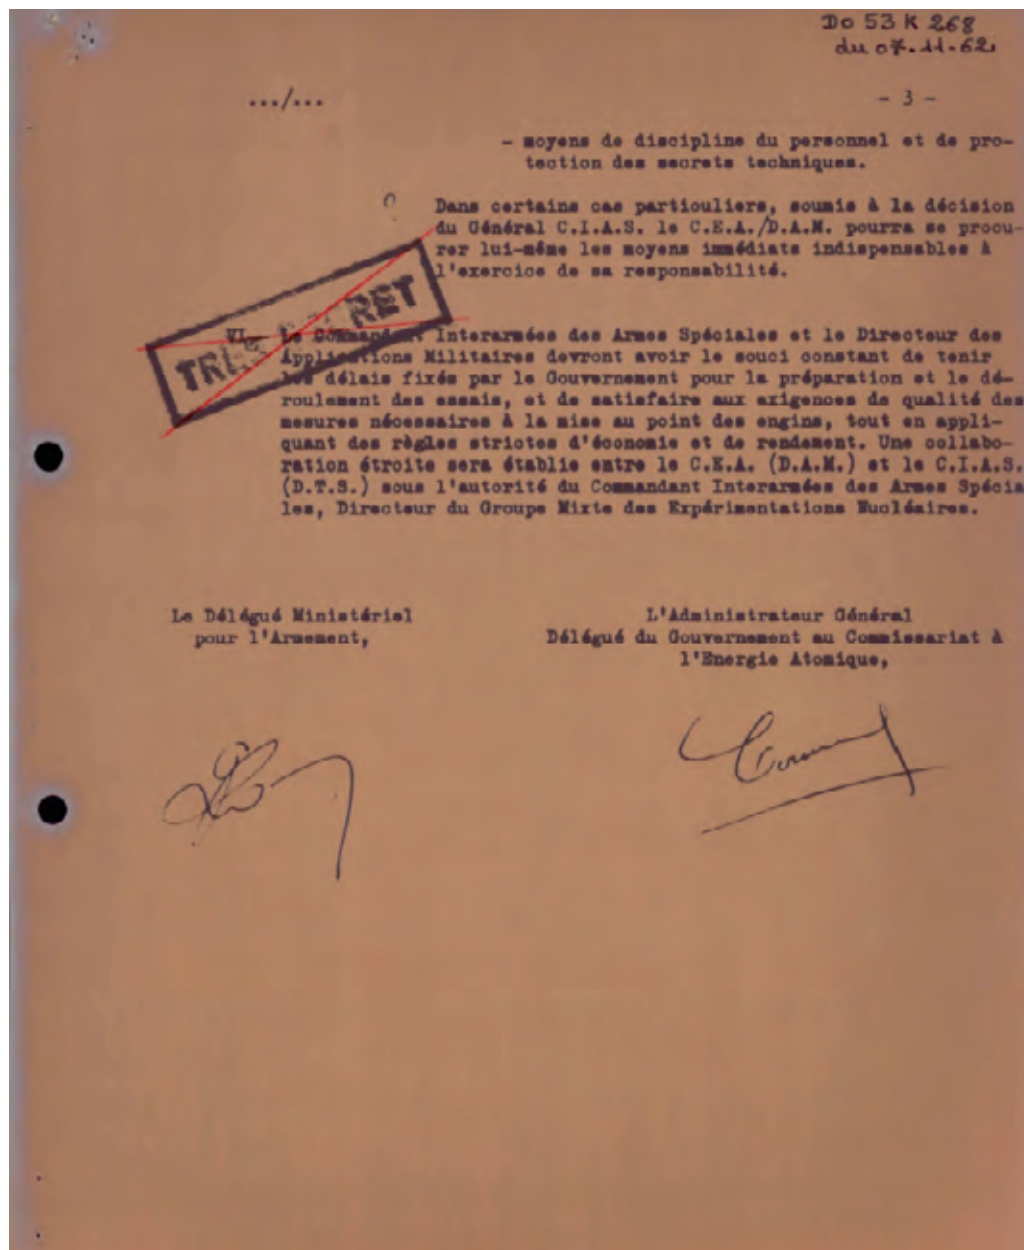 Do 53 K 268
du 07-11-62
.../...
- 3 -
- moyens de discipline du personnel et de pro-
tection des secrets techniques.
Dans certains cas particuliers, soumis à la décision
du Général C.I.A.S. le C.E.A./D.A.M. pourra se procu-
rer lui-même les moyens immédiats indispensables à
l'exercice de sa responsabilité.
TRES SECRET
VI- Le Commandant Interarmées des Armes Spéciales et le Directeur des
Applications Militaires devront avoir le souci constant de tenir
les délais fixés par le Gouvernement pour la préparation et le dé-
roulement des essais, et de satisfaire aux exigences de qualité des
mesures nécessaires à la mise au point des engins, tout en appli-
quant des règles strictes d'économie et de rendement. Une collabo-
ration étroite sera établie entre le C.E.A. (D.A.M.) et le C.I.A.S.
(D.T.S.) sous l'autorité du Commandant Interarmées des Armes Spécia
les, Directeur du Groupe Mixte des Expérimentations Nucléaires.
Le Délégué Ministériel
pour l'Armement,
L'Administrateur Général
Délégué du Gouvernement au Commissariat à
l'Energie Atomique,